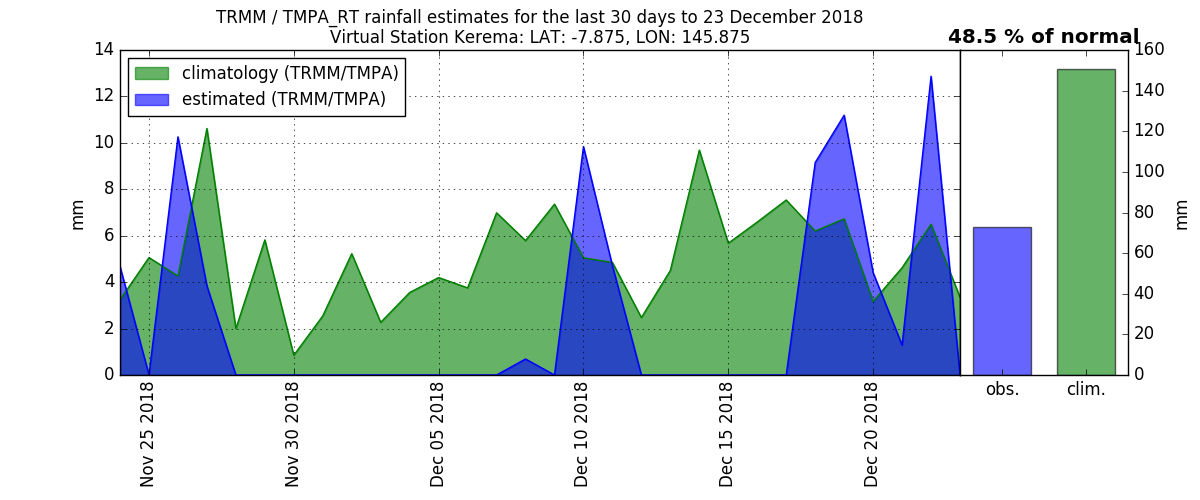 TRMM / TMPA_RT rainfall estimates for the last 30 days to 23 December 2018
Virtual Station Kerema: LAT: -7.875, LON: 145.875
48.5 % of normal
climatology (TRMM/TMPA)
estimated (TRMM/TMPA)
14
12
10
8
6
4
2
0
mm
Nov 25 2018
Nov 30 2018
Dec 05 2018
Dec 10 2018
Dec 15 2018
Dec 20 2018
obs.
clim.
160
140
120
100
80
60
40
20
0
mm